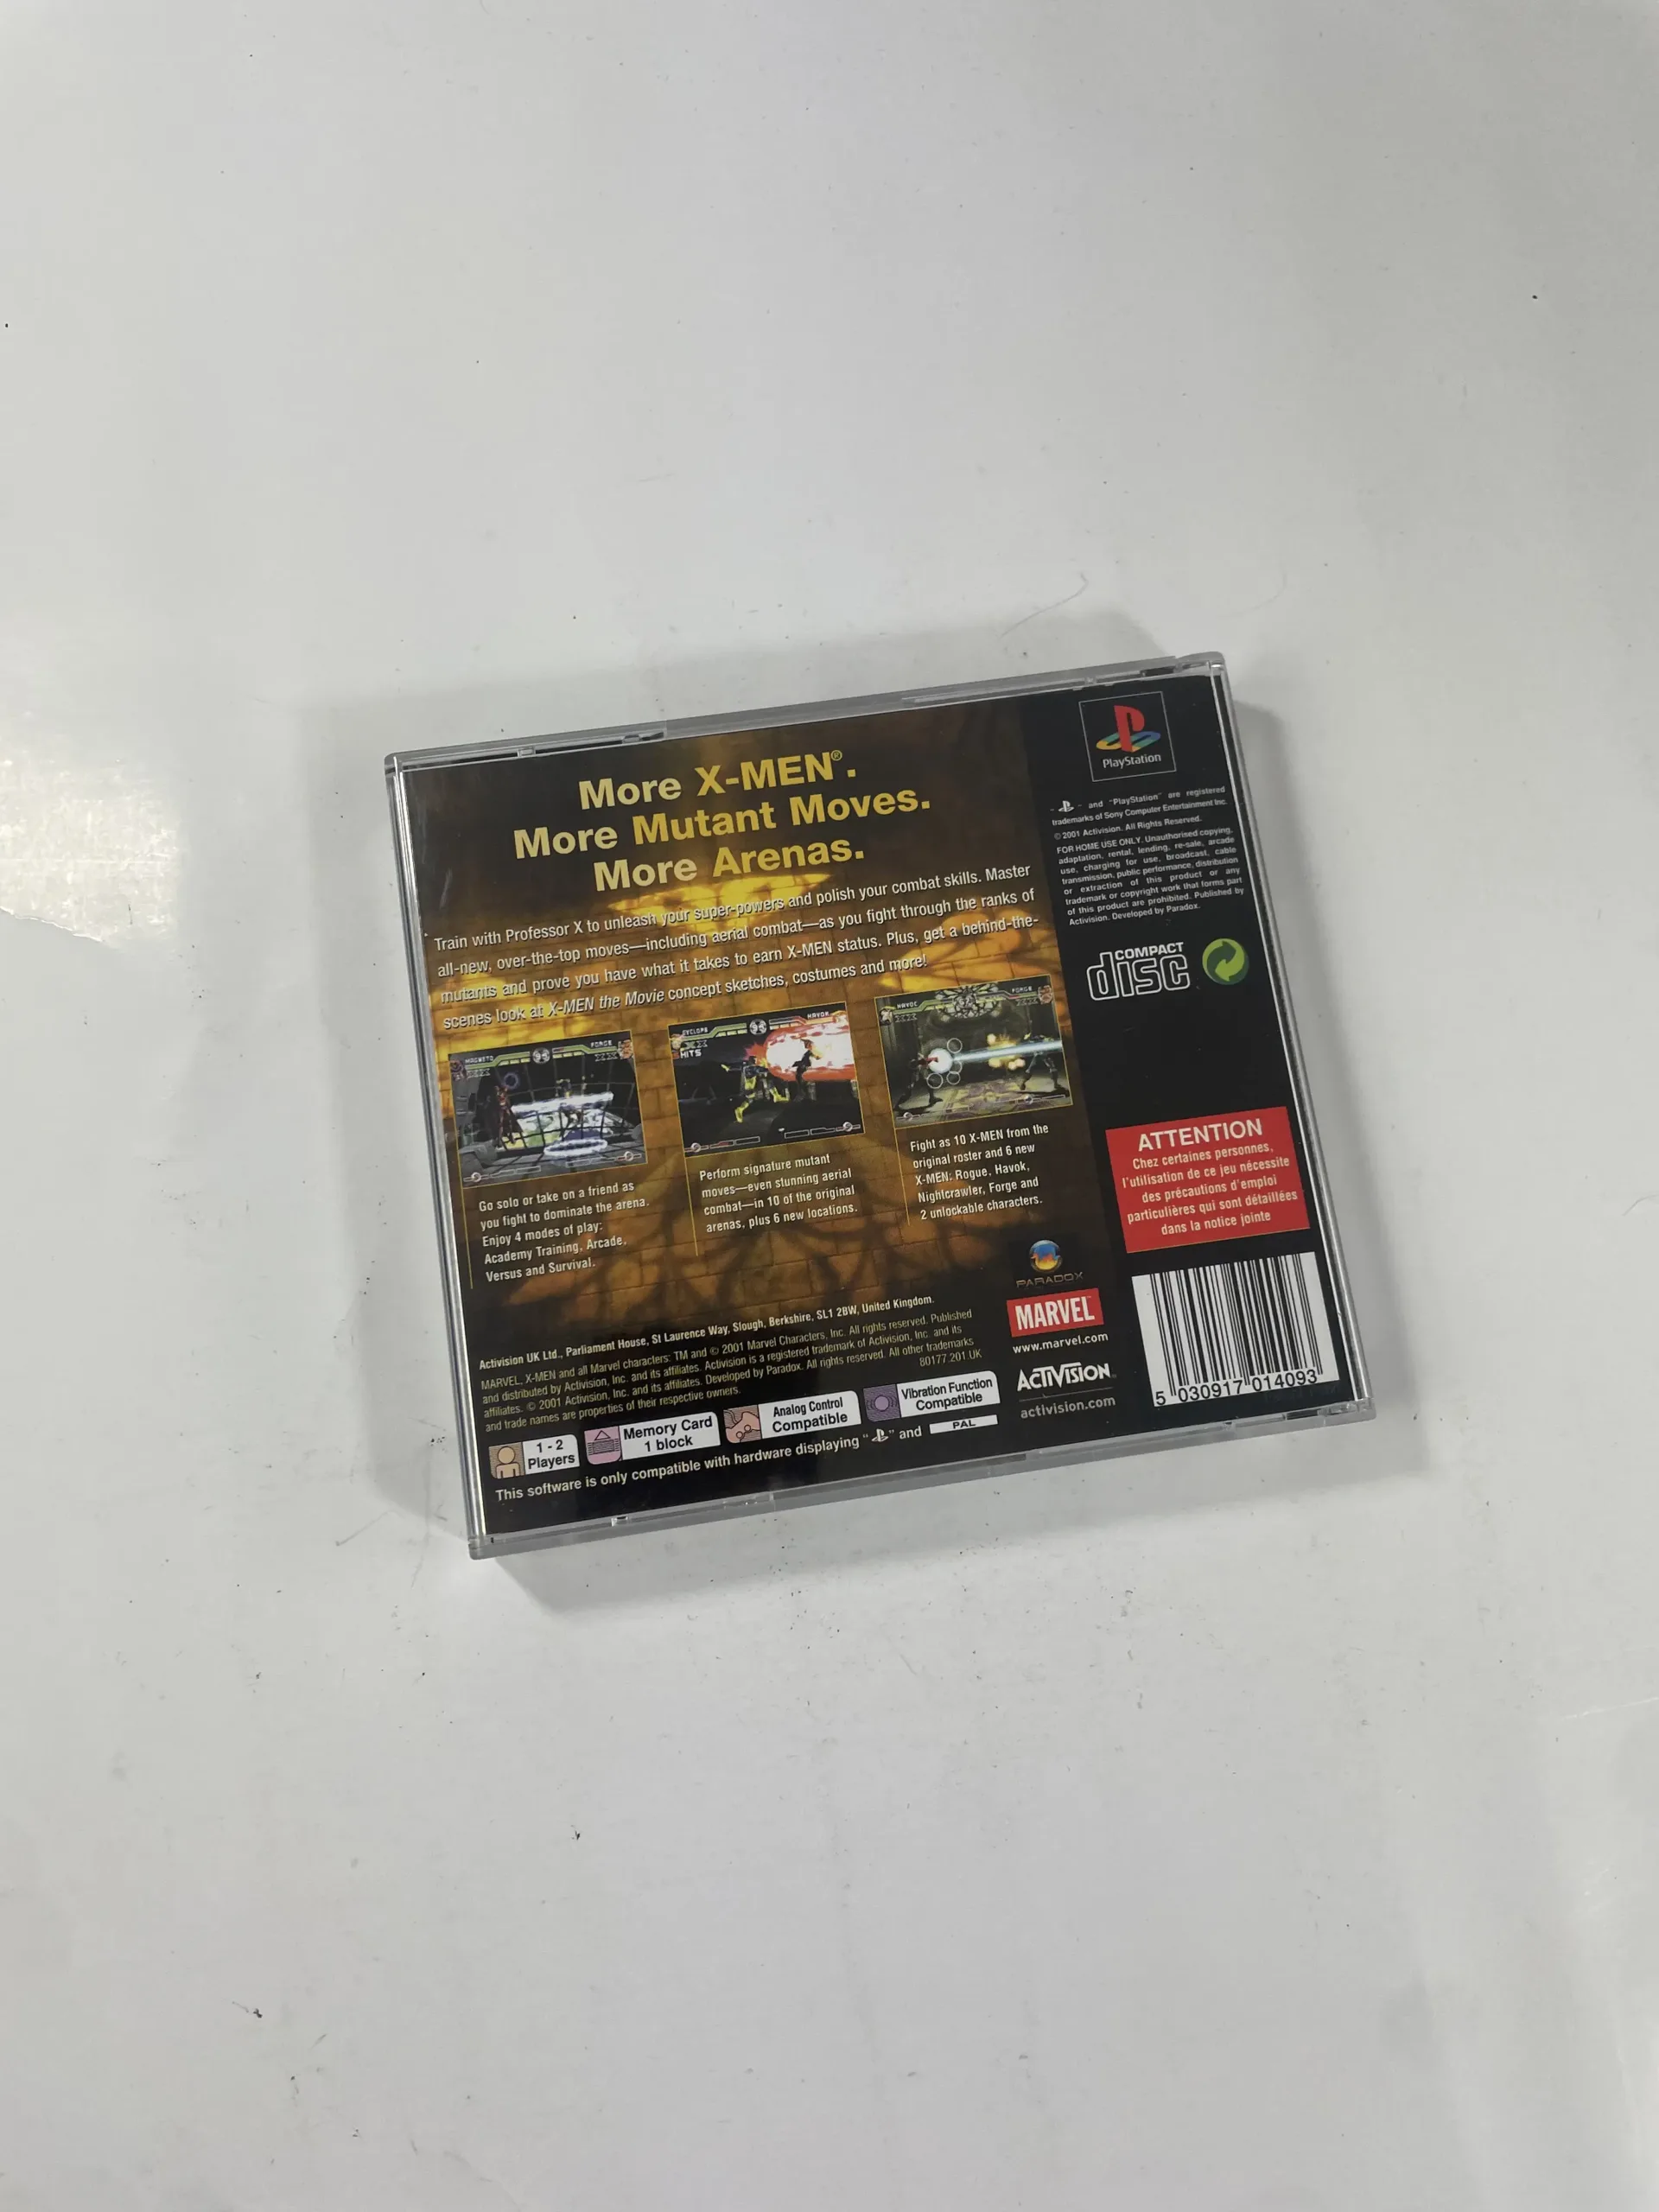 More X-MEN®.
More Mutant Moves.
More Arenas.
Train with Professor X to unleash your super-powers and polish your combat skills. Master
all-new, over-the-top moves—including aerial combat—as you fight through the ranks of
mutants and prove you have what it takes to earn X-MEN status. Plus, get a behind-the-
scenes look at X-MEN the Movie concept sketches, costumes and more!
MAGNETO
FORGE
CYCLOPS
HAVOK
HITS
HAVOC
FORGE
Go solo or take on a friend as
you fight to dominate the arena.
Enjoy 4 modes of play:
Academy Training, Arcade,
Versus and Survival.
Perform signature mutant
moves—even stunning aerial
combat—in 10 of the original
arenas, plus 6 new locations.
Fight as 10 X-MEN from the
original roster and 6 new
X-MEN: Rogue, Havok,
Nightcrawler, Forge and
2 unlockable characters.
Activision UK Ltd., Parliament House, St Laurence Way, Slough, Berkshire, SL1 2BW, United Kingdom.
MARVEL, X-MEN and all Marvel characters: TM and © 2001 Marvel Characters, Inc. All rights reserved. Published
and distributed by Activision, Inc. and its affiliates. Activision is a registered trademark of Activision, Inc. and its
affiliates. © 2001 Activision, Inc. and its affiliates. Developed by Paradox. All rights reserved. All other trademarks
and trade names are properties of their respective owners.
80177.201.UK
1 - 2
Players
Memory Card
1 block
Analog Control
Compatible
Vibration Function
Compatible
This software is only compatible with hardware displaying " " and PAL
PARADOX
MARVEL
www.marvel.com
ACTIVISION
activision.com
PlayStation
" " and "PlayStation" are registered
trademarks of Sony Computer Entertainment Inc.
© 2001 Activision. All Rights Reserved.
FOR HOME USE ONLY. Unauthorised copying,
adaptation, rental, lending, re-sale, arcade
use, charging for use, broadcast, cable
transmission, public performance, distribution
or extraction of this product or any
trademark or copyright work that forms part
of this product are prohibited. Published by
Activision. Developed by Paradox.
COMPACT
disc
ATTENTION
Chez certaines personnes,
l'utilisation de ce jeu nécessite
des précautions d'emploi
particulières qui sont détaillées
dans la notice jointe
5 030917 014093